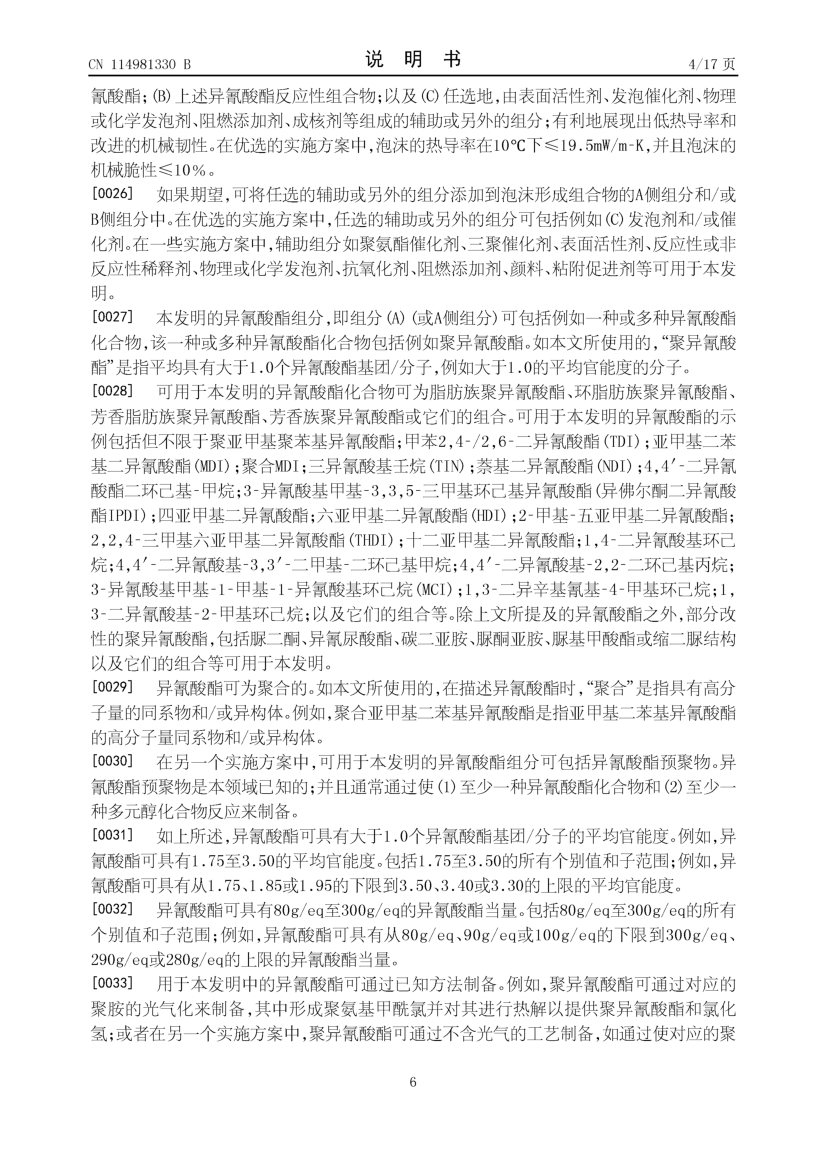 CN 114981330 B
说 明 书
4/17 页
氰酸酯；(B)上述异氰酸酯反应性组合物；以及(C)任选地，由表面活性剂、发泡催化剂、物理
或化学发泡剂、阻燃添加剂、成核剂等组成的辅助或另外的组分；有利地展现出低热导率和
改进的机械韧性。在优选的实施方案中，泡沫的热导率在10℃下≤19.5mW/m-K，并且泡沫的
机械脆性≤10％。
[0026] 如果期望，可将任选的辅助或另外的组分添加到泡沫形成组合物的A侧组分和/或
B侧组分中。在优选的实施方案中，任选的辅助或另外的组分可包括例如(C)发泡剂和/或催
化剂。在一些实施方案中，辅助组分如聚氨酯催化剂、三聚催化剂、表面活性剂、反应性或非
反应性稀释剂、物理或化学发泡剂、抗氧化剂、阻燃添加剂、颜料、粘附促进剂等可用于本发
明。
[0027] 本发明的异氰酸酯组分，即组分(A)(或A侧组分)可包括例如一种或多种异氰酸酯
化合物，该一种或多种异氰酸酯化合物包括例如聚异氰酸酯。如本文所使用的，“聚异氰酸
酯”是指平均具有大于1.0个异氰酸酯基团/分子，例如大于1.0的平均官能度的分子。
[0028] 可用于本发明的异氰酸酯化合物可为脂肪族聚异氰酸酯、环脂肪族聚异氰酸酯、
芳香脂肪族聚异氰酸酯、芳香族聚异氰酸酯或它们的组合。可用于本发明的异氰酸酯的示
例包括但不限于聚亚甲基聚苯基异氰酸酯；甲苯2,4-/2,6-二异氰酸酯(TDI)；亚甲基二苯
基二异氰酸酯(MDI)；聚合MDI；三异氰酸基壬烷(TIN)；萘基二异氰酸酯(NDI)；4,4′-二异氰
酸酯二环己基-甲烷；3-异氰酸基甲基-3,3,5-三甲基环己基异氰酸酯(异佛尔酮二异氰酸
酯IPDI)；四亚甲基二异氰酸酯；六亚甲基二异氰酸酯(HDI)；2-甲基-五亚甲基二异氰酸酯；
2,2,4-三甲基六亚甲基二异氰酸酯(THDI)；十二亚甲基二异氰酸酯；1,4-二异氰酸基环己
烷；4,4′-二异氰酸基-3,3′-二甲基-二环己基甲烷；4,4′-二异氰酸基-2,2-二环己基丙烷；
3-异氰酸基甲基-1-甲基-1-异氰酸基环己烷(MCI)；1,3-二异辛基氰基-4-甲基环己烷；1,
3-二异氰酸基-2-甲基环己烷；以及它们的组合等。除上文所提及的异氰酸酯之外，部分改
性的聚异氰酸酯，包括脲二酮、异氰尿酸酯、碳二亚胺、脲酮亚胺、脲基甲酸酯或缩二脲结构
以及它们的组合等可用于本发明。
[0029] 异氰酸酯可为聚合的。如本文所使用的，在描述异氰酸酯时，“聚合”是指具有高分
子量的同系物和/或异构体。例如，聚合亚甲基二苯基异氰酸酯是指亚甲基二苯基异氰酸酯
的高分子量同系物和/或异构体。
[0030] 在另一个实施方案中，可用于本发明的异氰酸酯组分可包括异氰酸酯预聚物。异
氰酸酯预聚物是本领域已知的；并且通常通过使(1)至少一种异氰酸酯化合物和(2)至少一
种多元醇化合物反应来制备。
[0031] 如上所述，异氰酸酯可具有大于1.0个异氰酸酯基团/分子的平均官能度。例如，异
氰酸酯可具有1.75至3.50的平均官能度。包括1.75至3.50的所有个别值和子范围；例如，异
氰酸酯可具有从1.75、1.85或1.95的下限到3.50、3.40或3.30的上限的平均官能度。
[0032] 异氰酸酯可具有80g/eq至300g/eq的异氰酸酯当量。包括80g/eq至300g/eq的所有
个别值和子范围；例如，异氰酸酯可具有从80g/eq、90g/eq或100g/eq的下限到300g/eq、
290g/eq或280g/eq的上限的异氰酸酯当量。
[0033] 用于本发明中的异氰酸酯可通过已知方法制备。例如，聚异氰酸酯可通过对应的
聚胺的光气化来制备，其中形成聚氨基甲酰氯并对其进行热解以提供聚异氰酸酯和氯化
氢；或者在另一个实施方案中，聚异氰酸酯可通过不含光气的工艺制备，如通过使对应的聚
6